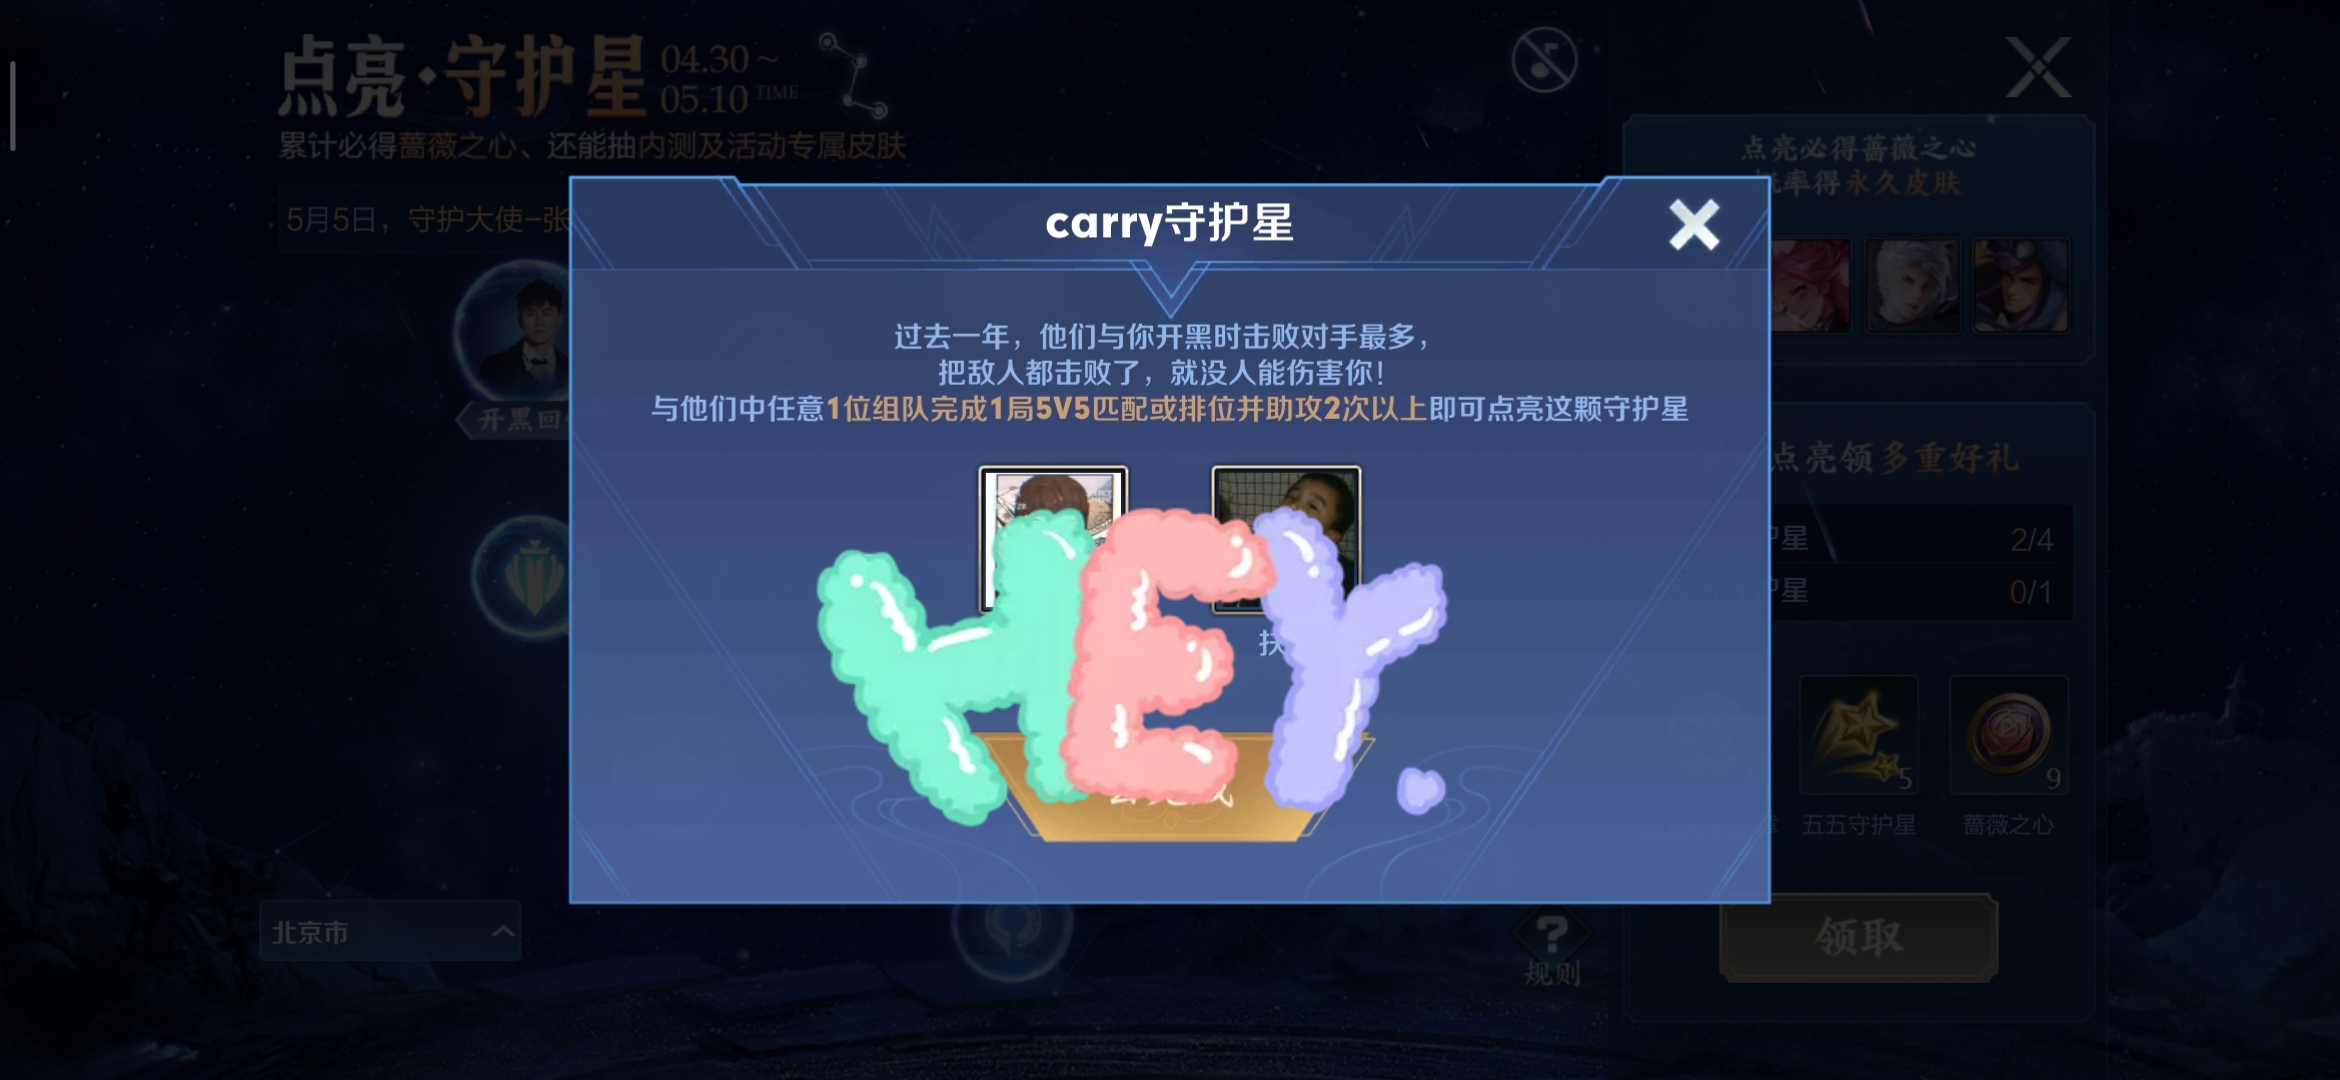 点亮·守护星
04.30~
05.10 TIME
累计必得蔷薇之心、还能抽内测及活动专属皮肤
5月5日，守护大使-张
开黑回
点亮必得蔷薇之心
率得永久皮肤
carry守护星
过去一年，他们与你开黑时击败对手最多，
把敌人都击败了，就没人能伤害你！
与他们中任意1位组队完成1局5V5匹配或排位并助攻2次以上即可点亮这颗守护星
点亮领多重好礼
星 2/4
护星 0/1
HEY.
5
9
五五守护星
蔷薇之心
北京市
?
规则
领取